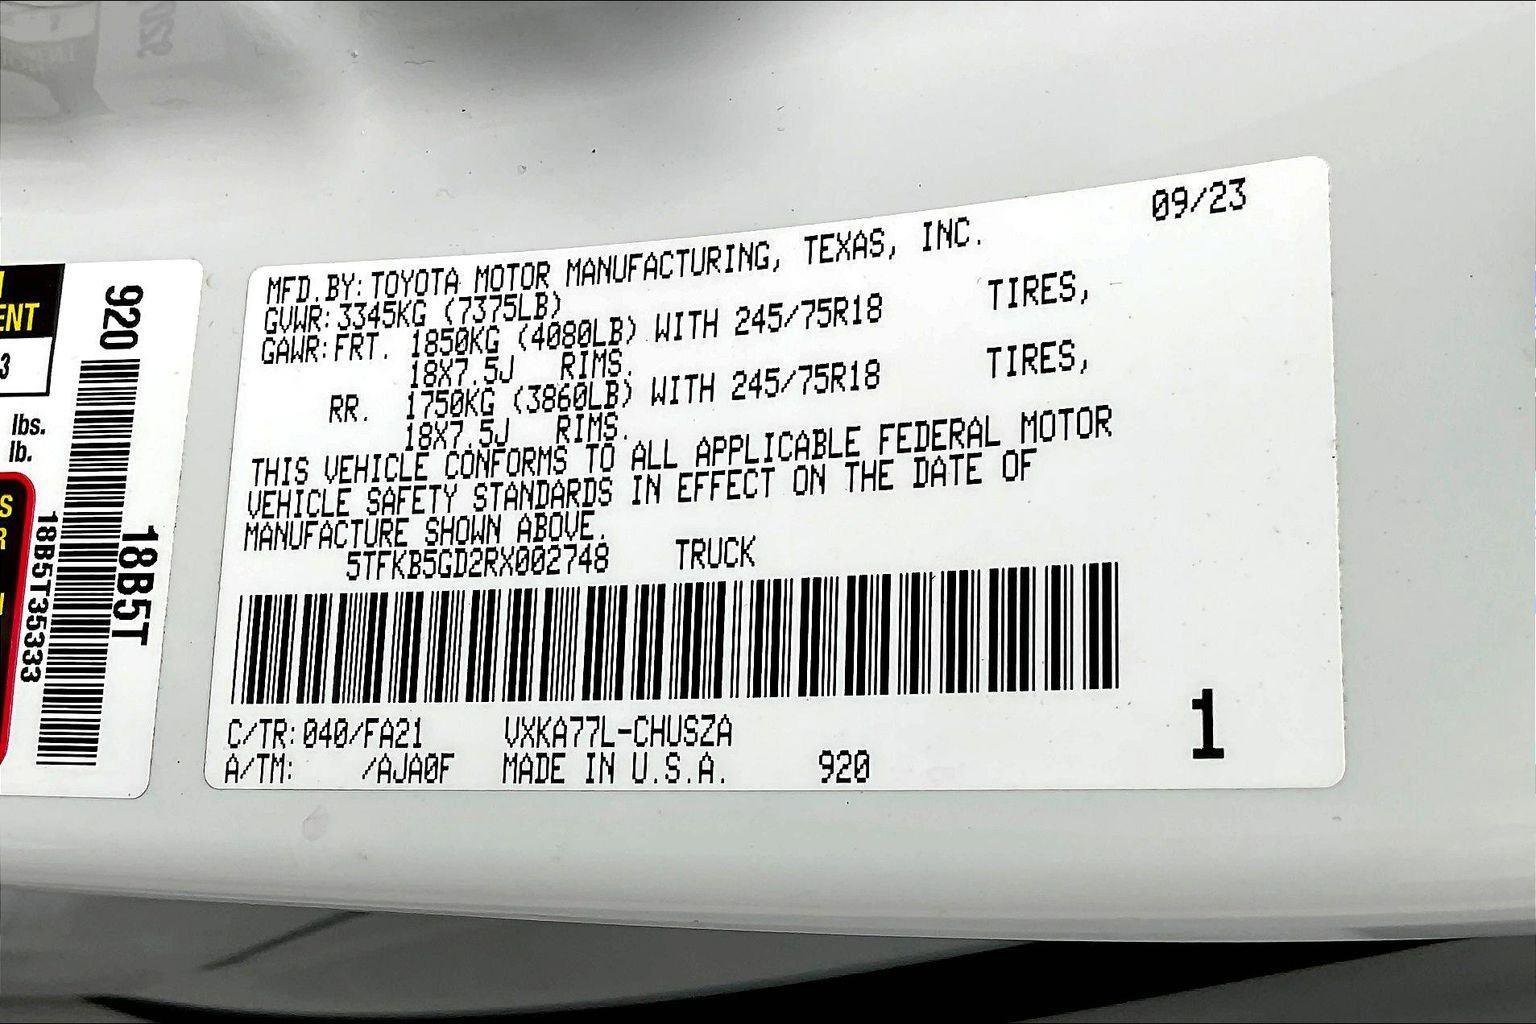 09/23
MFD.BY: TOYOTA MOTOR MANUFACTURING, TEXAS, INC.
GVWR: 3345KG (7375LB)
GAWR: FRT. 1850KG (4080LB) WITH 245/75R18 TIRES,
18X7.5J RIMS.
RR. 1750KG (3860LB) WITH 245/75R18 TIRES,
18X7.5J RIMS.
THIS VEHICLE CONFORMS TO ALL APPLICABLE FEDERAL MOTOR
VEHICLE SAFETY STANDARDS IN EFFECT ON THE DATE OF
MANUFACTURE SHOWN ABOVE.
5TFKB5GD2RX002748 TRUCK
C/TR: 040/FA21 VXKA77L-CHUSZA
A/TM: /AJA0F MADE IN U.S.A. 920
1
920
18B5T
18B5T35333
ENT
3
lbs.
lb.
S
R